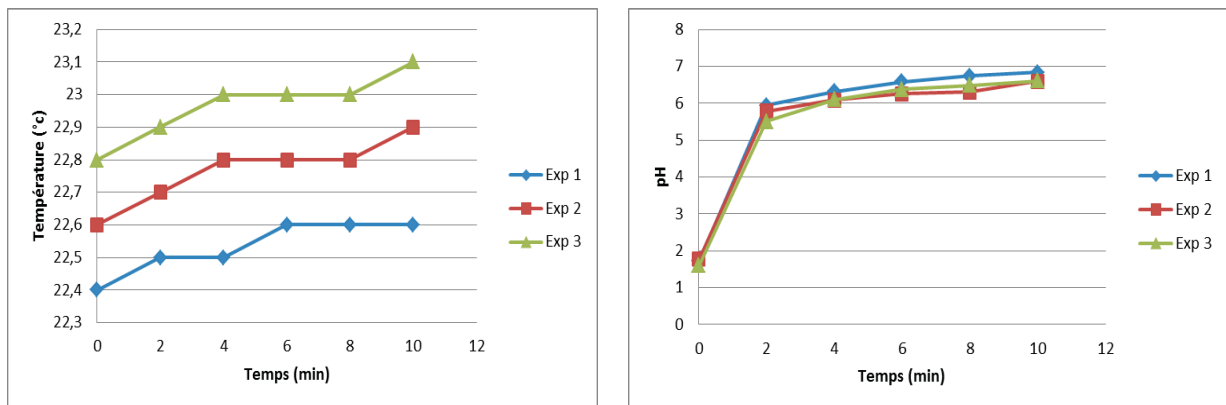 23,2
23,1
23
22,9
22,8
22,7
22,6
22,5
22,4
22,3
Température (°c)
0 2 4 6 8 10 12
Temps (min)
Exp 1
Exp 2
Exp 3
8
7
6
5
4
3
2
1
0
pH
0 2 4 6 8 10 12
Temps (min)
Exp 1
Exp 2
Exp 3